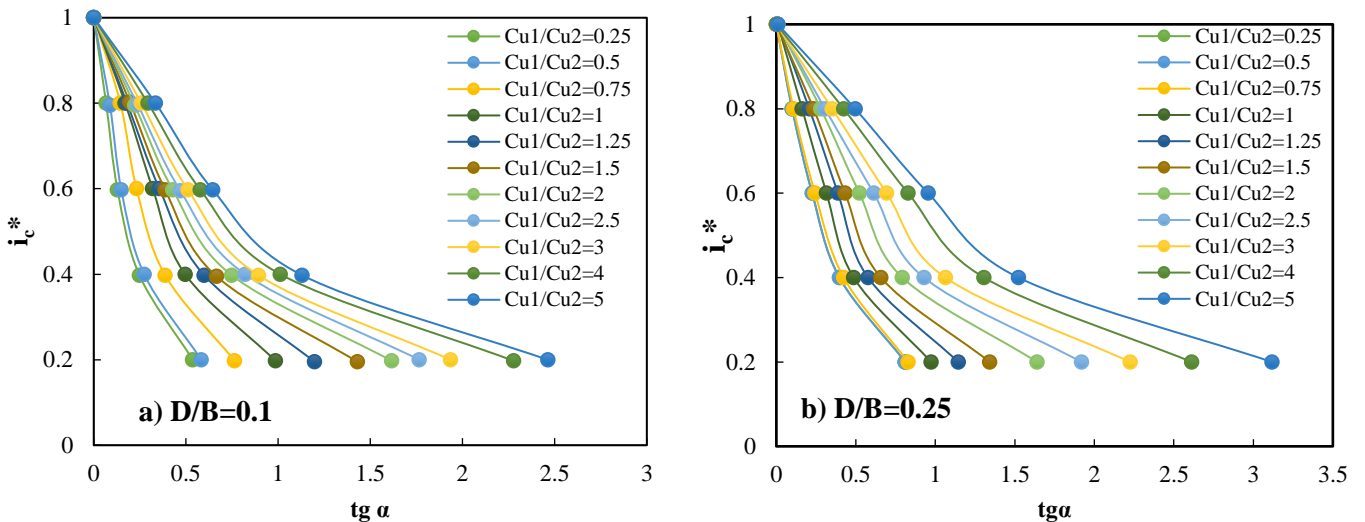 1
0.8
0.6
0.4
0.2
0
i_c*
0
0.5
1
1.5
2
2.5
3
tg α
a) D/B=0.1
Cu1/Cu2=0.25
Cu1/Cu2=0.5
Cu1/Cu2=0.75
Cu1/Cu2=1
Cu1/Cu2=1.25
Cu1/Cu2=1.5
Cu1/Cu2=2
Cu1/Cu2=2.5
Cu1/Cu2=3
Cu1/Cu2=4
Cu1/Cu2=5
1
0.8
0.6
0.4
0.2
0
i_c*
0
0.5
1
1.5
2
2.5
3
3.5
tgα
b) D/B=0.25
Cu1/Cu2=0.25
Cu1/Cu2=0.5
Cu1/Cu2=0.75
Cu1/Cu2=1
Cu1/Cu2=1.25
Cu1/Cu2=1.5
Cu1/Cu2=2
Cu1/Cu2=2.5
Cu1/Cu2=3
Cu1/Cu2=4
Cu1/Cu2=5